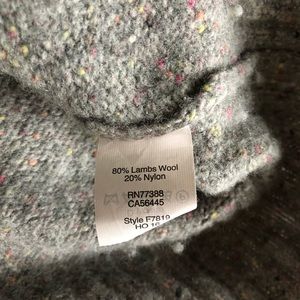 80% Lambs Wool
20% Nylon
RN77388
CA56445
Style F7819